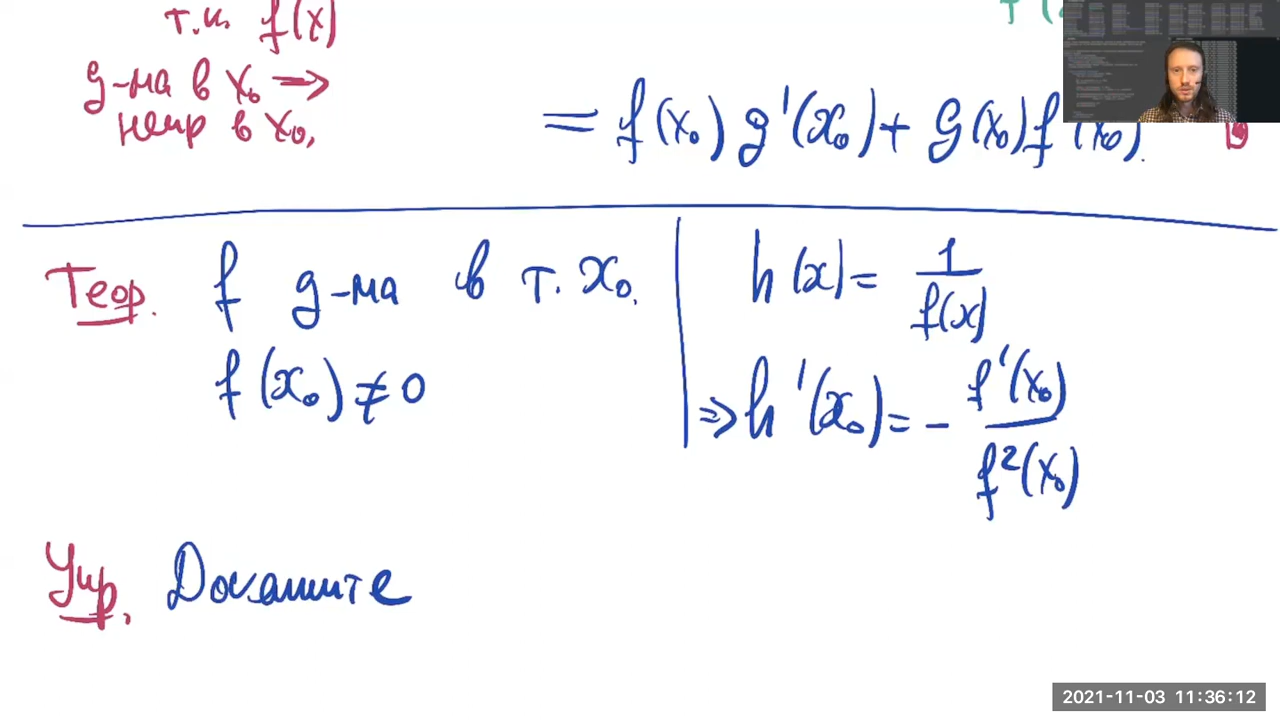 т.к. f(x)
д-ма в x₀ ⇒
непр в x₀,
= f(x₀) g'(x₀) + g(x₀) f'(x₀).
Теор. f д-ма в т. x₀.
f(x₀) ≠ 0
h(x) = 1/f(x)
⇒ h'(x₀) = - f'(x₀)/f²(x₀)
Упр. Докажите
2021-11-03 11:36:12